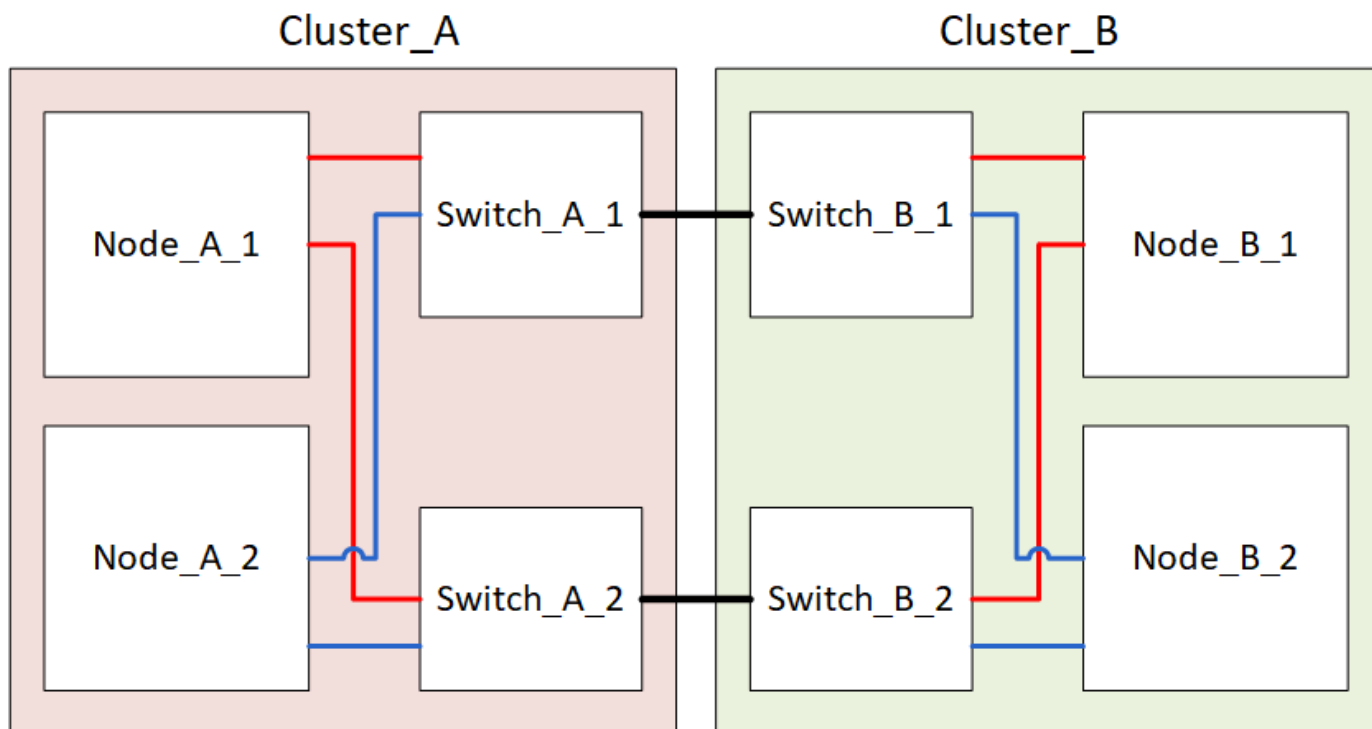 Cluster_A
Cluster_B
Node_A_1
Switch_A_1
Switch_B_1
Node_B_1
Node_A_2
Switch_A_2
Switch_B_2
Node_B_2